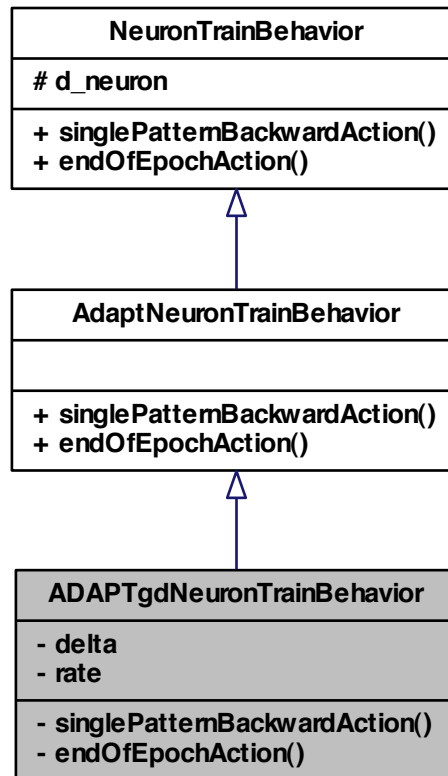 NeuronTrainBehavior
# d_neuron
+ singlePatternBackwardAction()
+ endOfEpochAction()
AdaptNeuronTrainBehavior
+ singlePatternBackwardAction()
+ endOfEpochAction()
ADAPTgdNeuronTrainBehavior
- delta
- rate
- singlePatternBackwardAction()
- endOfEpochAction()